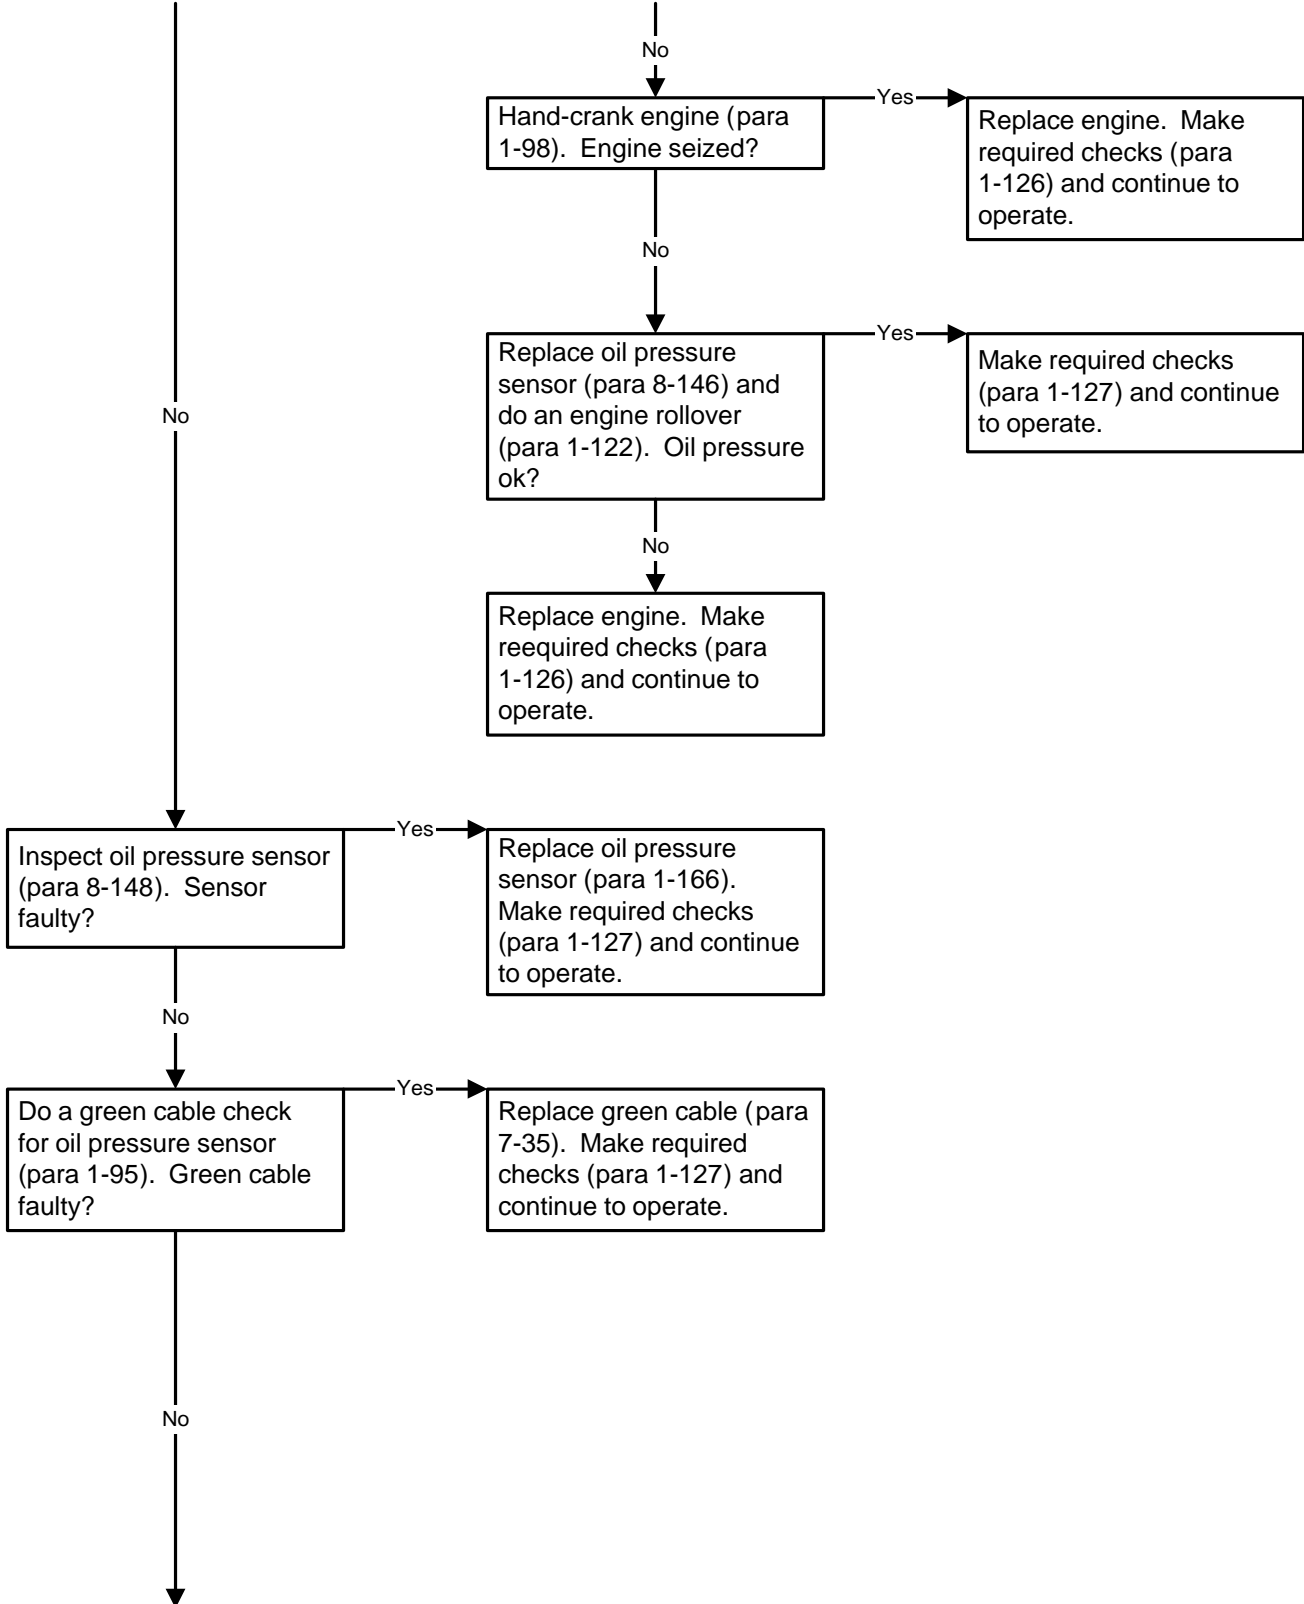 No
Hand-crank engine (para
1-98).  Engine seized?
Yes
Replace engine.  Make
required checks (para
1-126) and continue to
operate.
No
Replace oil pressure
sensor (para 8-146) and
do an engine rollover
(para 1-122).  Oil pressure
ok?
Yes
Make required checks
(para 1-127) and continue
to operate.
No
No
Replace engine.  Make
reequired checks (para
1-126) and continue to
operate.
Inspect oil pressure sensor
(para 8-148).  Sensor
faulty?
Yes
Replace oil pressure
sensor (para 1-166).
Make required checks
(para 1-127) and continue
to operate.
No
Do a green cable check
for oil pressure sensor
(para 1-95).  Green cable
faulty?
Yes
Replace green cable (para
7-35).  Make required
checks (para 1-127) and
continue to operate.
No